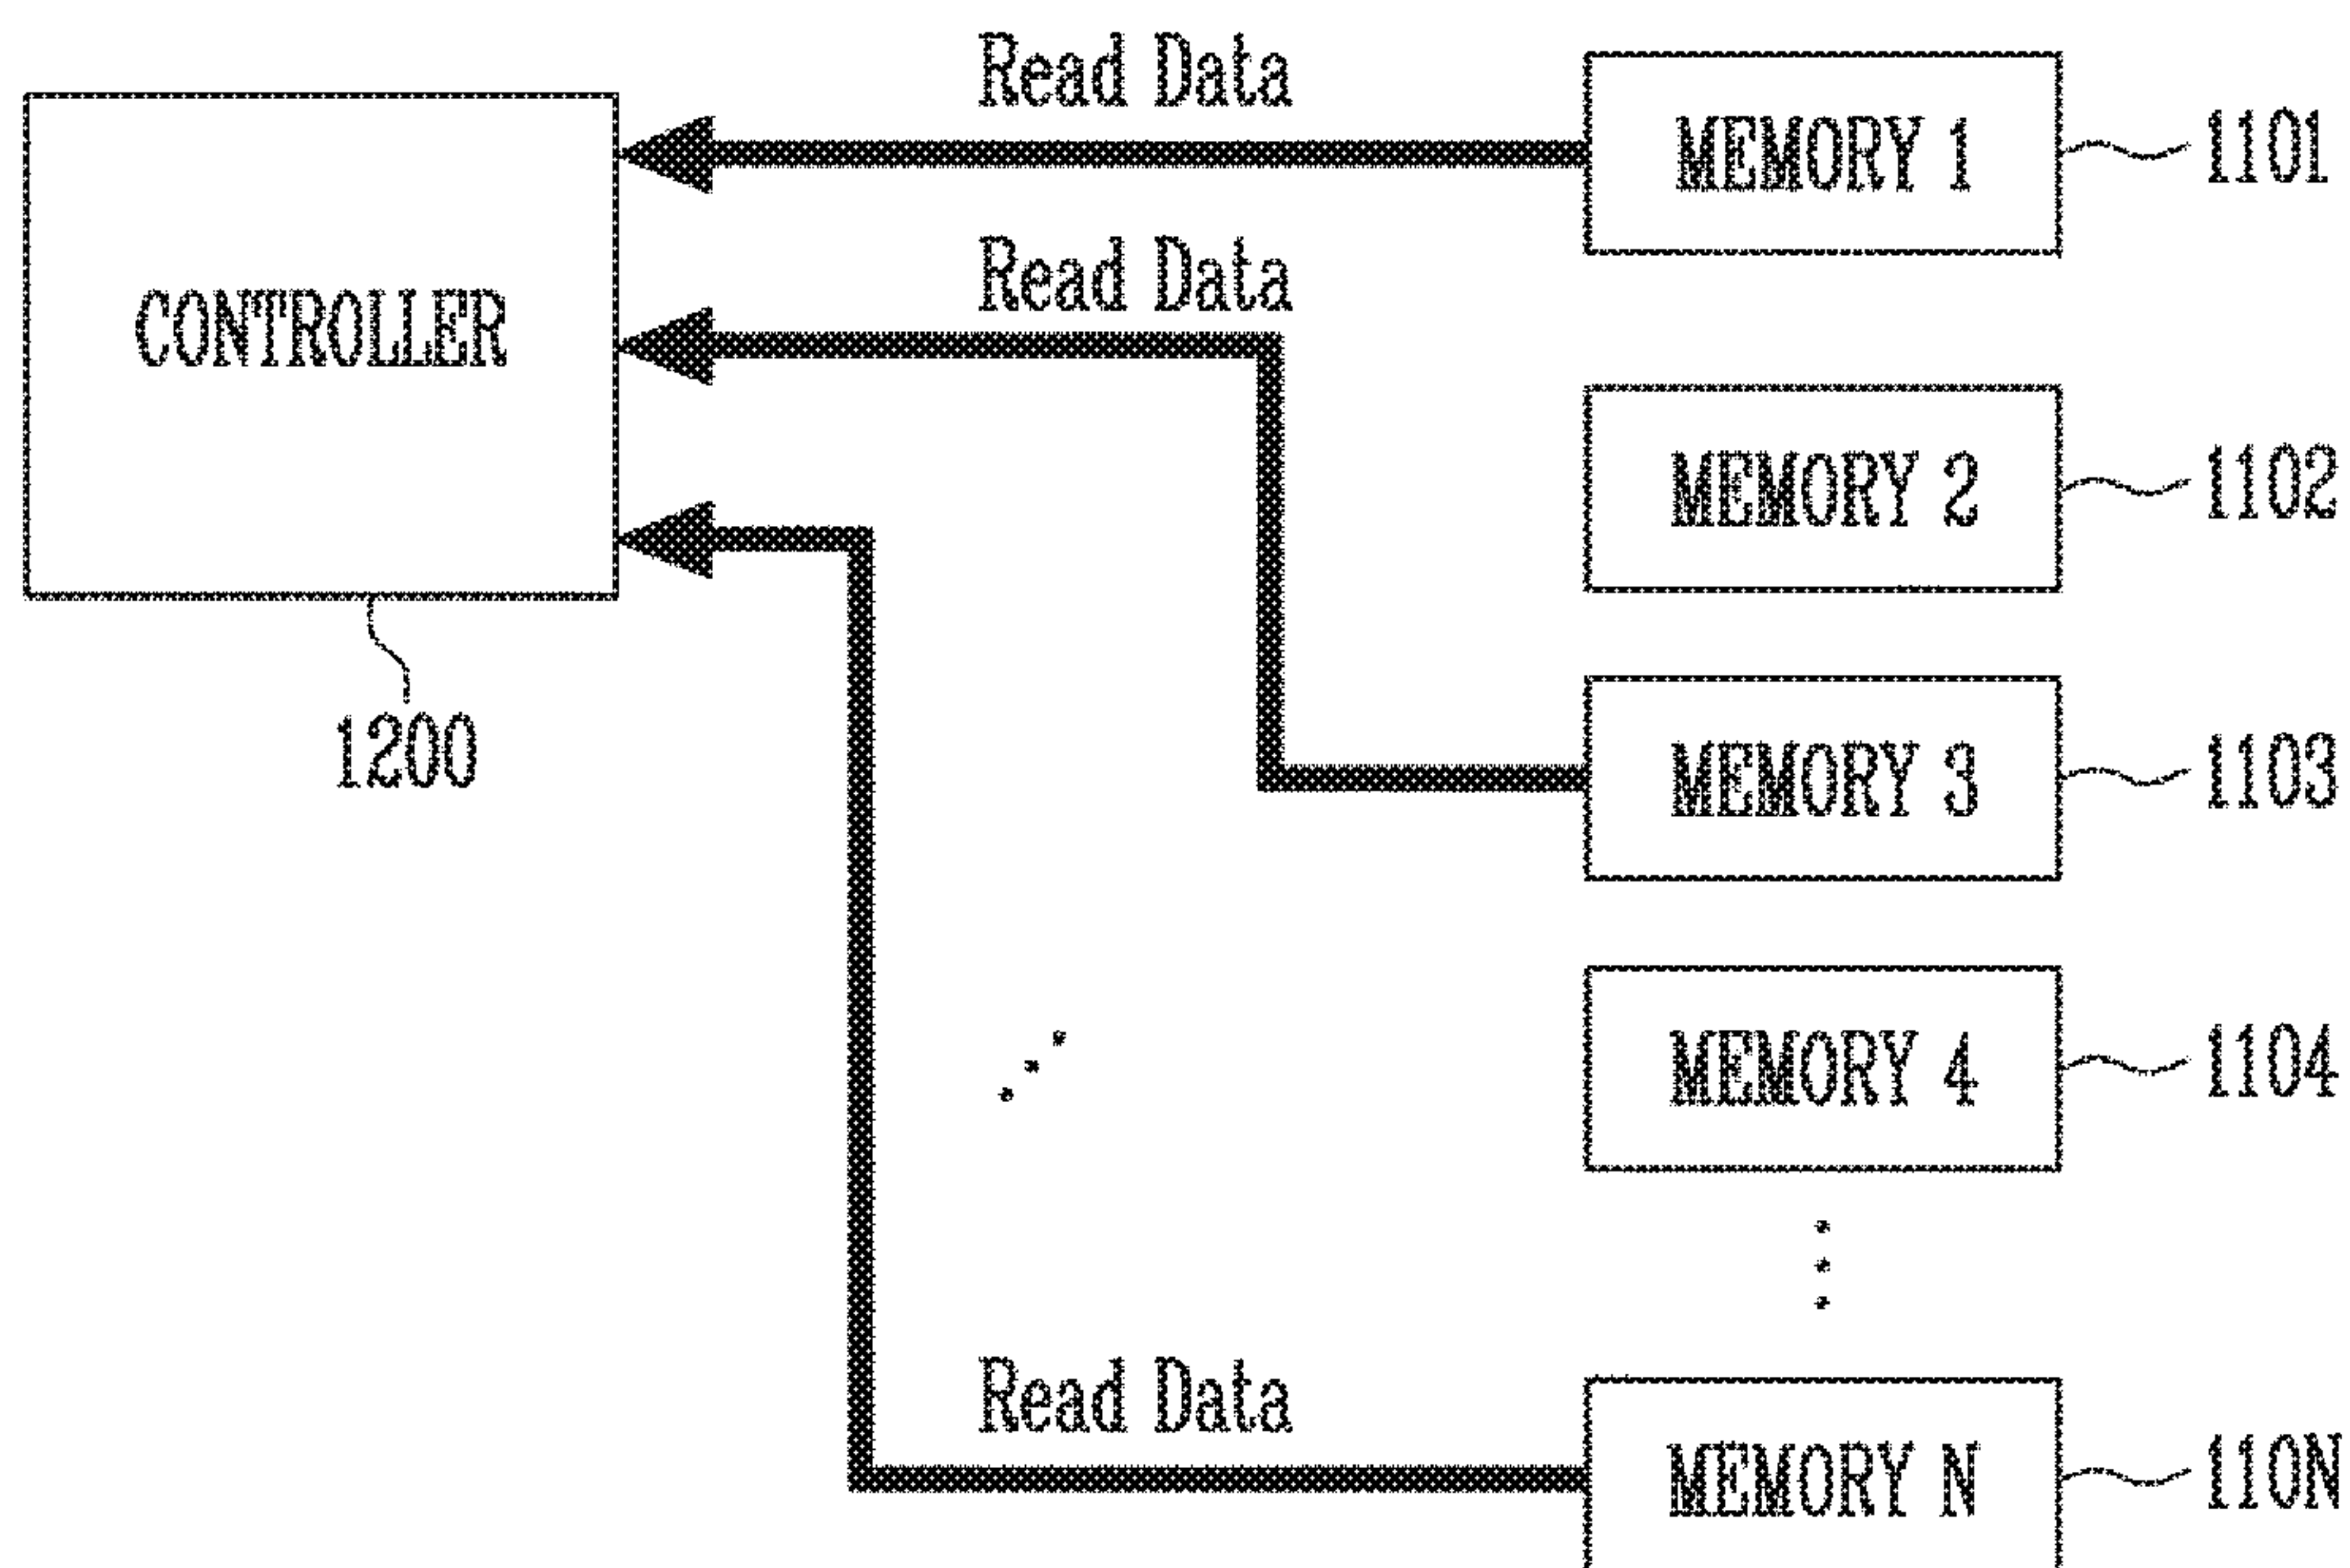 Read Data
MEMORY 1
1101
CONTROLLER
Read Data
MEMORY 2
1102
1200
MEMORY 3
1103
MEMORY 4
1104
Read Data
MEMORY N
110N